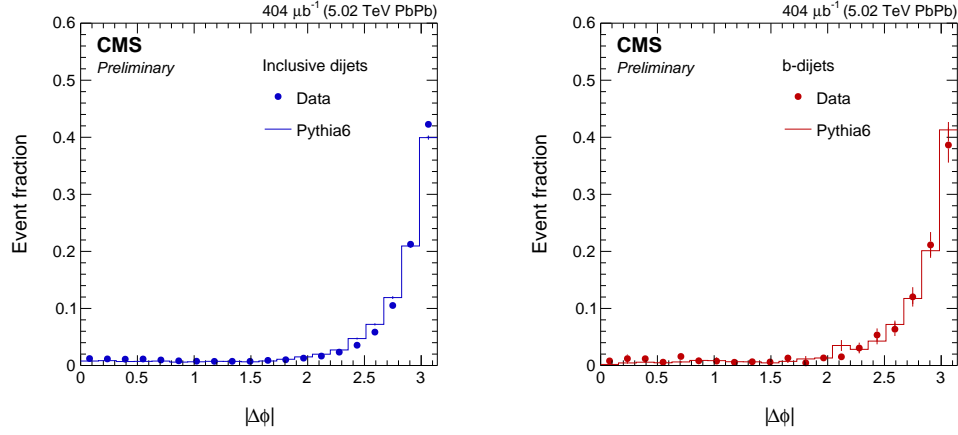 404 μb⁻¹ (5.02 TeV PbPb)
CMS
Preliminary
Inclusive dijets
Data
Pythia6
Event fraction
0.6
0.5
0.4
0.3
0.2
0.1
0
0 0.5 1 1.5 2 2.5 3
|Δϕ|
404 μb⁻¹ (5.02 TeV PbPb)
CMS
Preliminary
b-dijets
Data
Pythia6
Event fraction
0.6
0.5
0.4
0.3
0.2
0.1
0
0 0.5 1 1.5 2 2.5 3
|Δϕ|